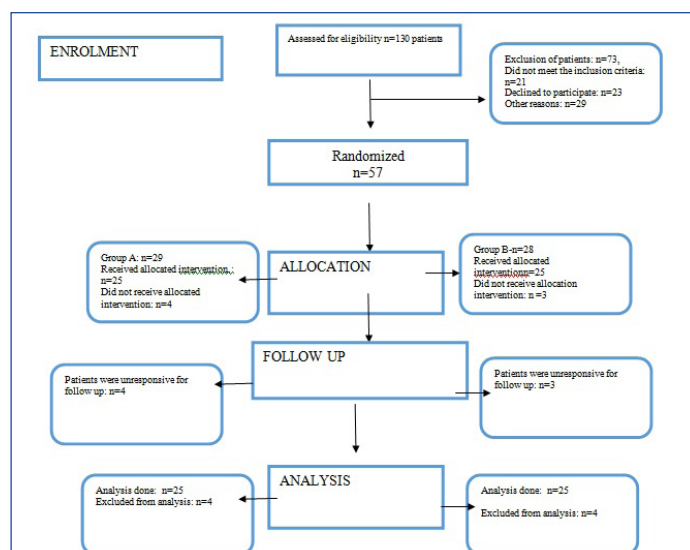 ENROLMENT
Assessed for eligibility n=130 patients
Exclusion of patients: n=73,
Did not meet the inclusion criteria:
n=21
Declined to participate: n=23
Other reasons: n=29
Randomized
n=57
Group A: n=29
Received allocated intervention,:
n=25
Did not receive allocated
intervention: n=4
ALLOCATION
Group B-n=28
Received allocated
interventionn=25
Did not receive allocation
intervention: n =3
FOLLOW UP
Patients were unresponsive for
follow up: n=4
Patients were unresponsive for
follow up: n=3
ANALYSIS
Analysis done:  n=25
Excluded from analysis: n=4
Analysis done:  n=25
Excluded from analysis: n=4